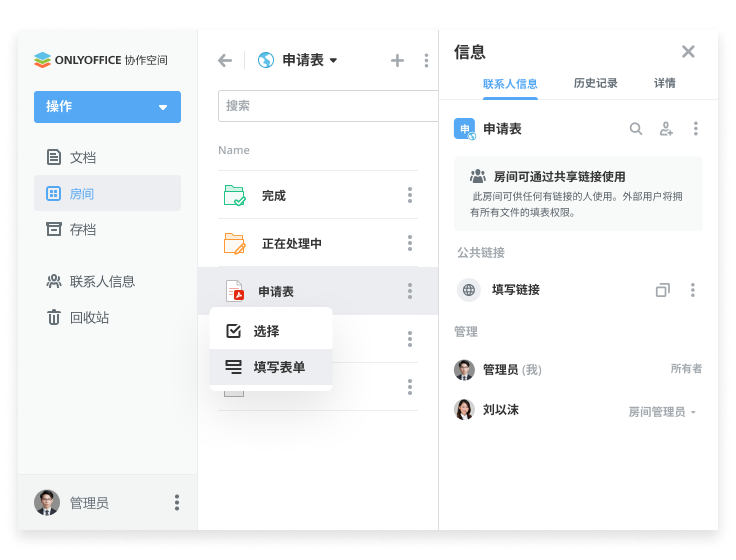 ONLYOFFICE 协作空间
操作
文档
房间
存档
联系人信息
回收站
管理员
申请表
搜索
Name
完成
正在处理中
申请表
选择
填写表单
信息
联系人信息
历史记录
详情
申
申请表
房间可通过共享链接使用
此房间可供任何有链接的人使用。外部用户将拥
有所有文件的填表权限。
公共链接
填写链接
管理
管理员 (我)
所有者
刘以沫
房间管理员